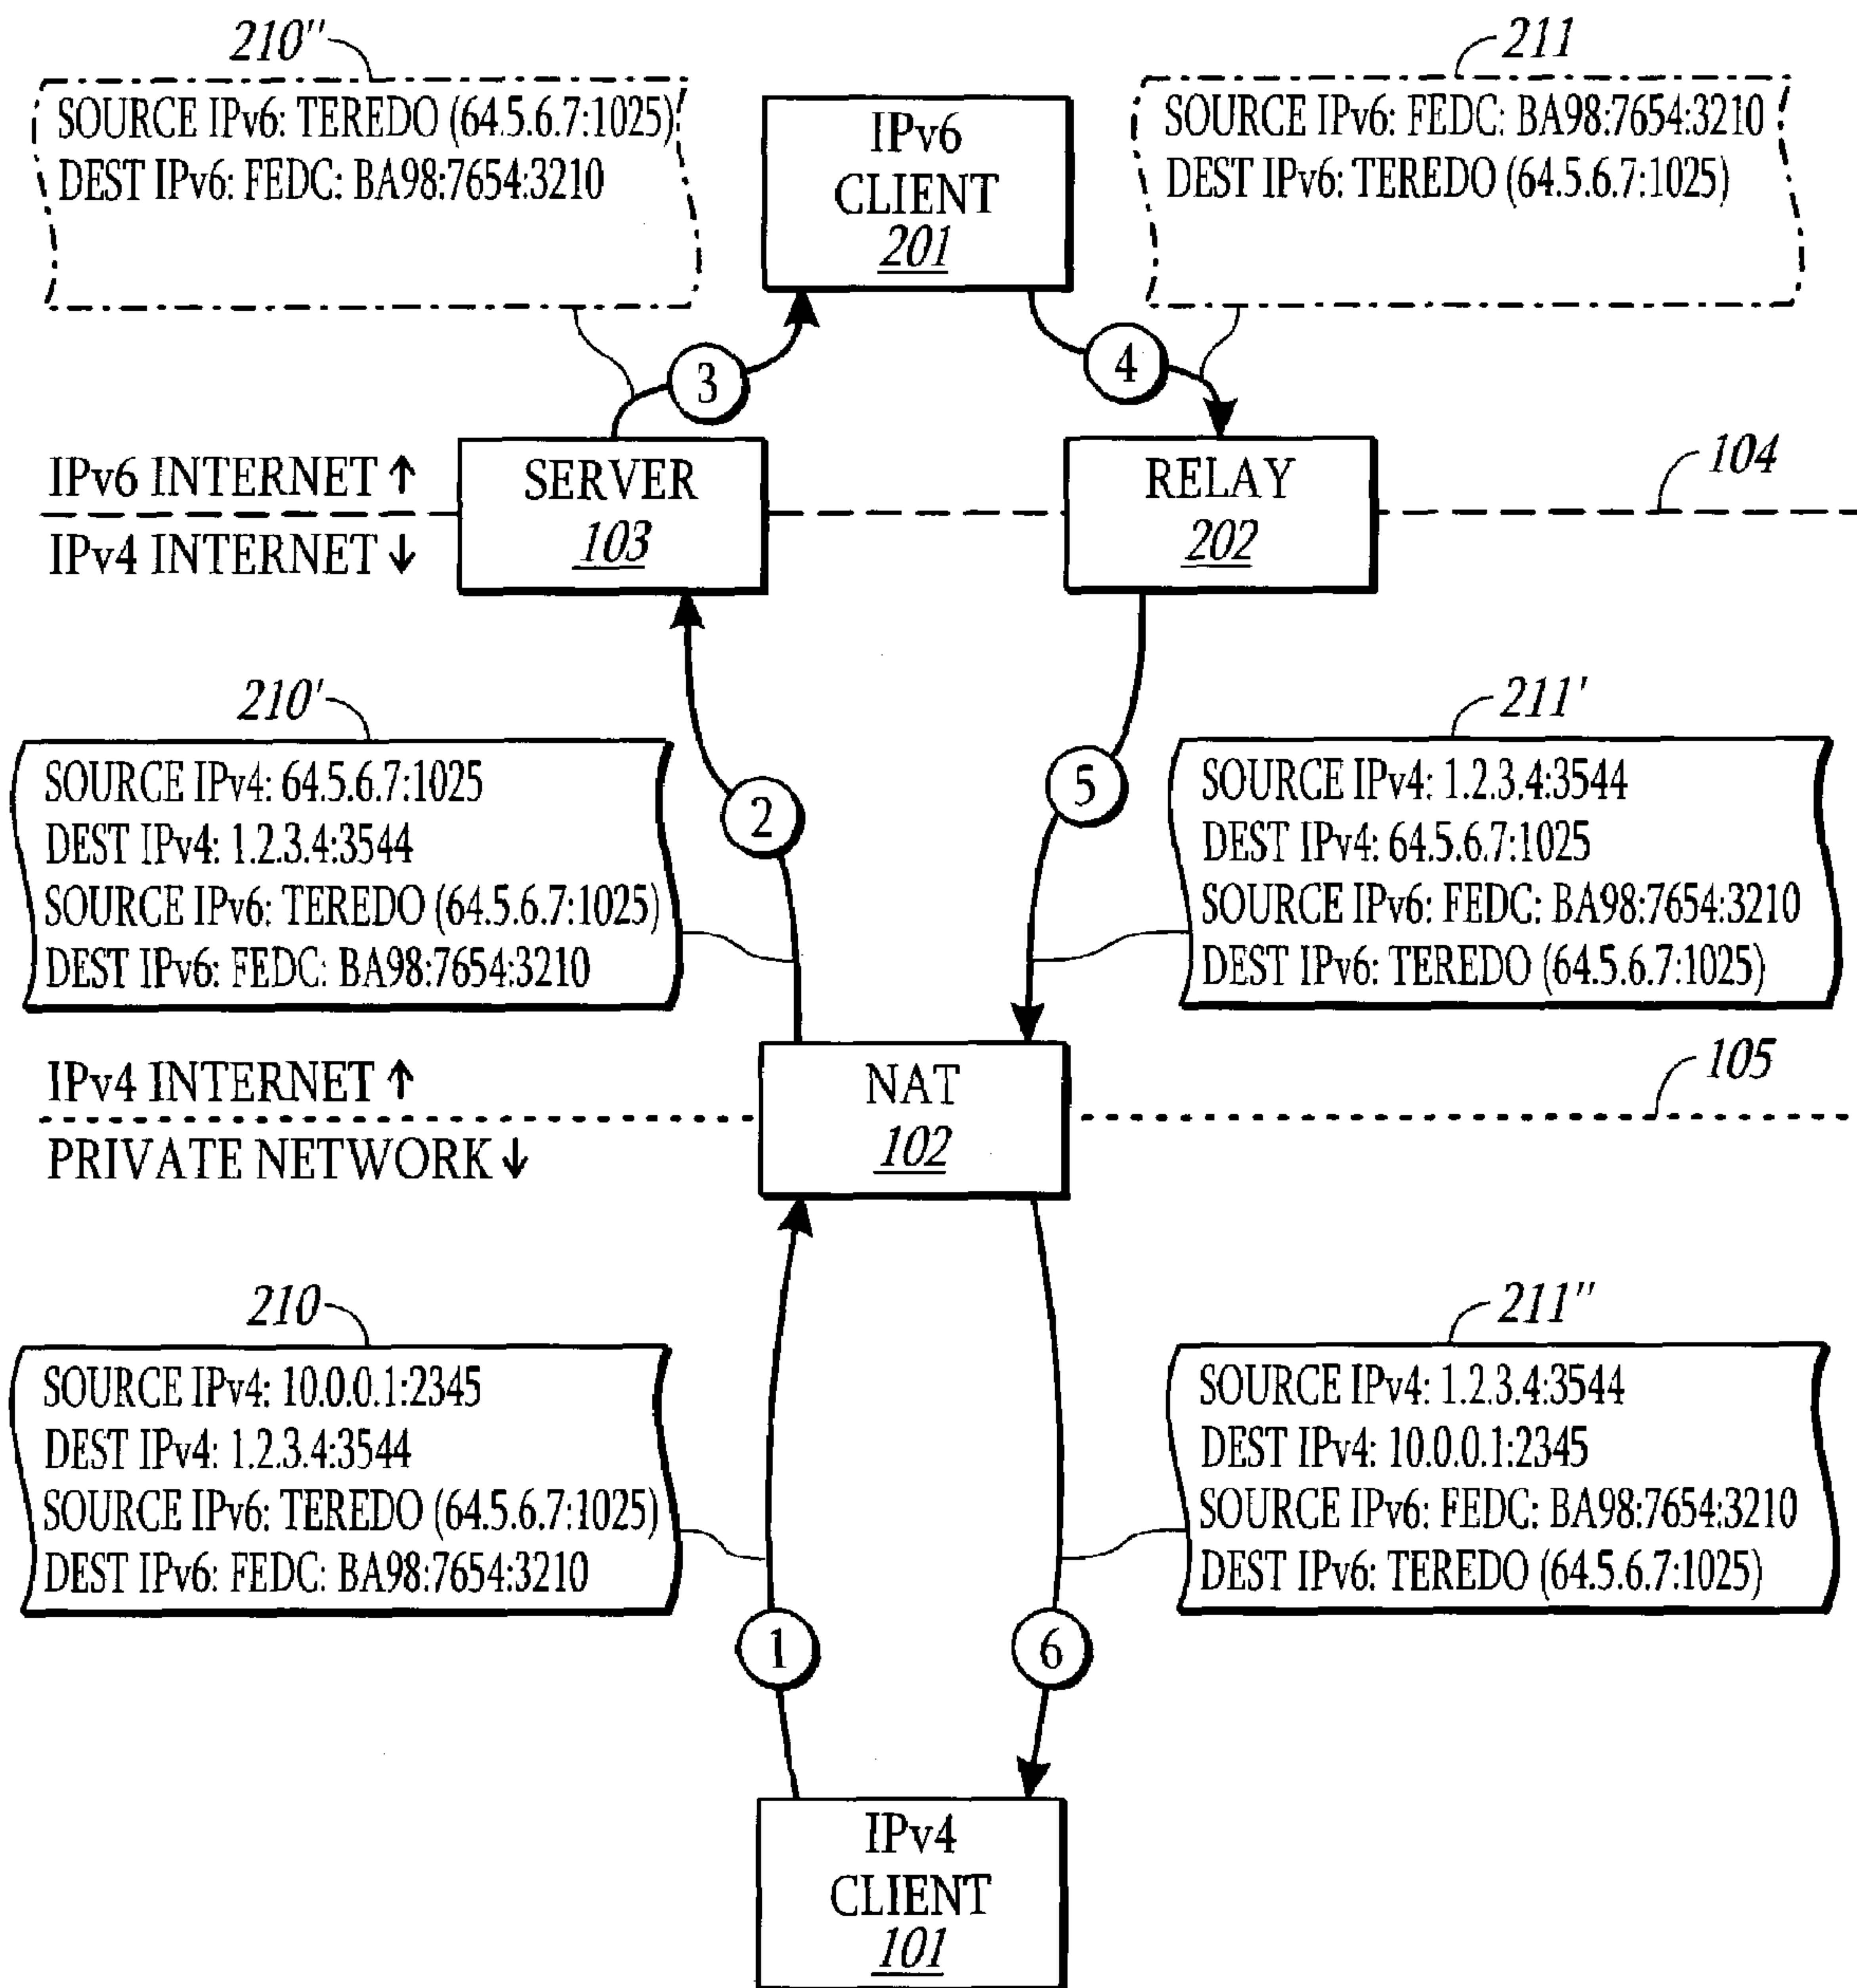 210"
211
SOURCE IPv6: TEREDO (64.5.6.7:1025)
DEST IPv6: FEDC: BA98:7654:3210
IPv6
CLIENT
201
SOURCE IPv6: FEDC: BA98:7654:3210
DEST IPv6: TEREDO (64.5.6.7:1025)
3
4
IPv6 INTERNET ↑
IPv4 INTERNET ↓
SERVER
103
RELAY
202
104
210'
211'
SOURCE IPv4: 64.5.6.7:1025
DEST IPv4: 1.2.3.4:3544
SOURCE IPv6: TEREDO (64.5.6.7:1025)
DEST IPv6: FEDC: BA98:7654:3210
2
5
SOURCE IPv4: 1.2.3.4:3544
DEST IPv4: 64.5.6.7:1025
SOURCE IPv6: FEDC: BA98:7654:3210
DEST IPv6: TEREDO (64.5.6.7:1025)
IPv4 INTERNET ↑
PRIVATE NETWORK ↓
NAT
102
105
210
211"
SOURCE IPv4: 10.0.0.1:2345
DEST IPv4: 1.2.3.4:3544
SOURCE IPv6: TEREDO (64.5.6.7:1025)
DEST IPv6: FEDC: BA98:7654:3210
SOURCE IPv4: 1.2.3.4:3544
DEST IPv4: 10.0.0.1:2345
SOURCE IPv6: FEDC: BA98:7654:3210
DEST IPv6: TEREDO (64.5.6.7:1025)
1
6
IPv4
CLIENT
101